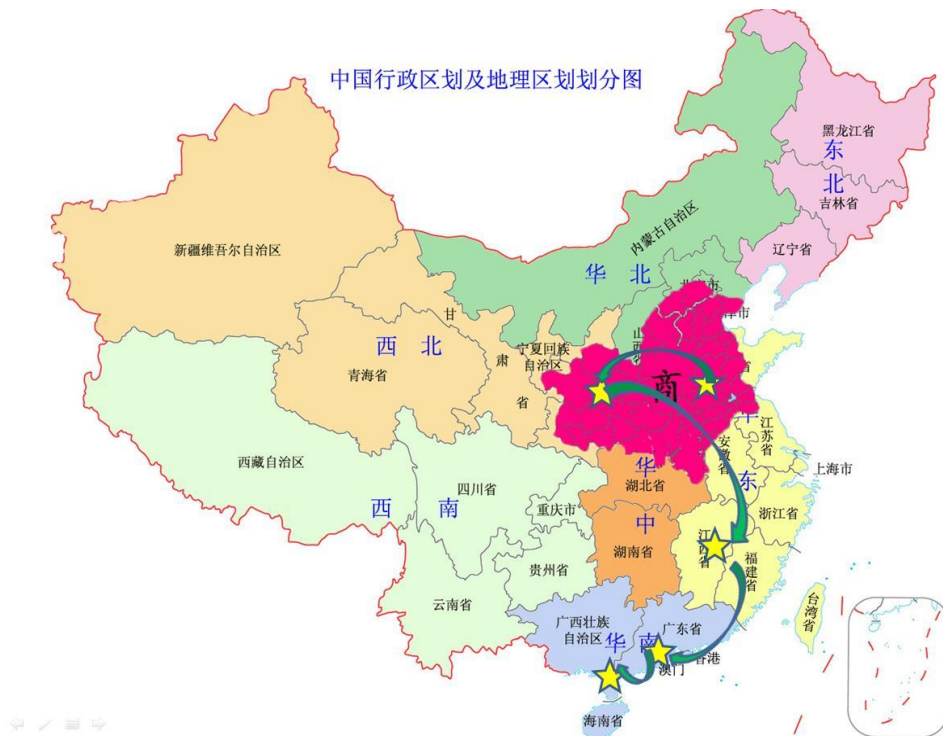 中国行政区划及地理区划划分图
黑龙江省
东
北
吉林省
辽宁省
内蒙古自治区
华 北
新疆维吾尔自治区
甘
肃
省
西 北
宁夏回族
自治区
青海省
商
西藏自治区
四川省
西 南
重庆市
贵州省
云南省
华
中
湖北省
湖南省
安徽省
江苏省
上海市
东
浙江省
江西省
福建省
台湾省
广西壮族
自治区
华 南
广东省
香港
澳门
海南省